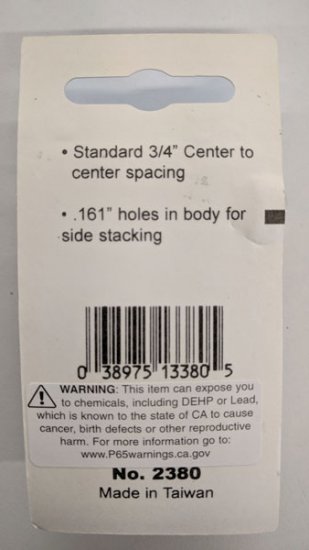 • Standard 3/4" Center to
center spacing
• .161" holes in body for
side stacking
0 38975 13380 5
WARNING: This item can expose you
to chemicals, including DEHP or Lead,
which is known to the state of CA to cause
cancer, birth defects or other reproductive
harm. For more information go to:
www.P65warnings.ca.gov
No. 2380
Made in Taiwan